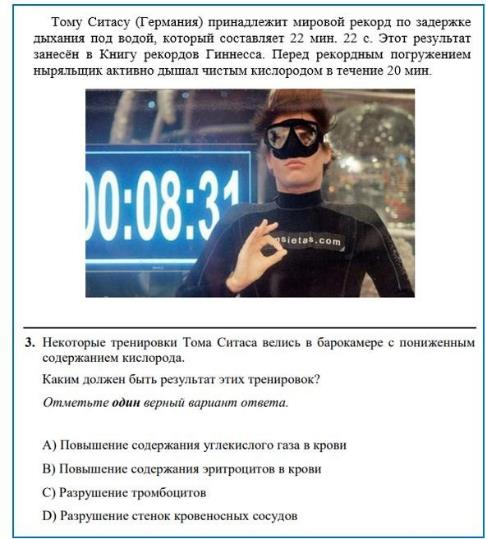 Тому Ситасу (Германия) принадлежит мировой рекорд по задержке
дыхания под водой, который составляет 22 мин. 22 с. Этот результат
занесён в Книгу рекордов Гиннесса. Перед рекордным погружением
ныряльщик активно дышал чистым кислородом в течение 20 мин.
00:08:31
sietas.com
3. Некоторые тренировки Тома Ситаса велись в барокамере с пониженным
содержанием кислорода.
Каким должен быть результат этих тренировок?
Отметьте один верный вариант ответа.
A) Повышение содержания углекислого газа в крови
B) Повышение содержания эритроцитов в крови
C) Разрушение тромбоцитов
D) Разрушение стенок кровеносных сосудов